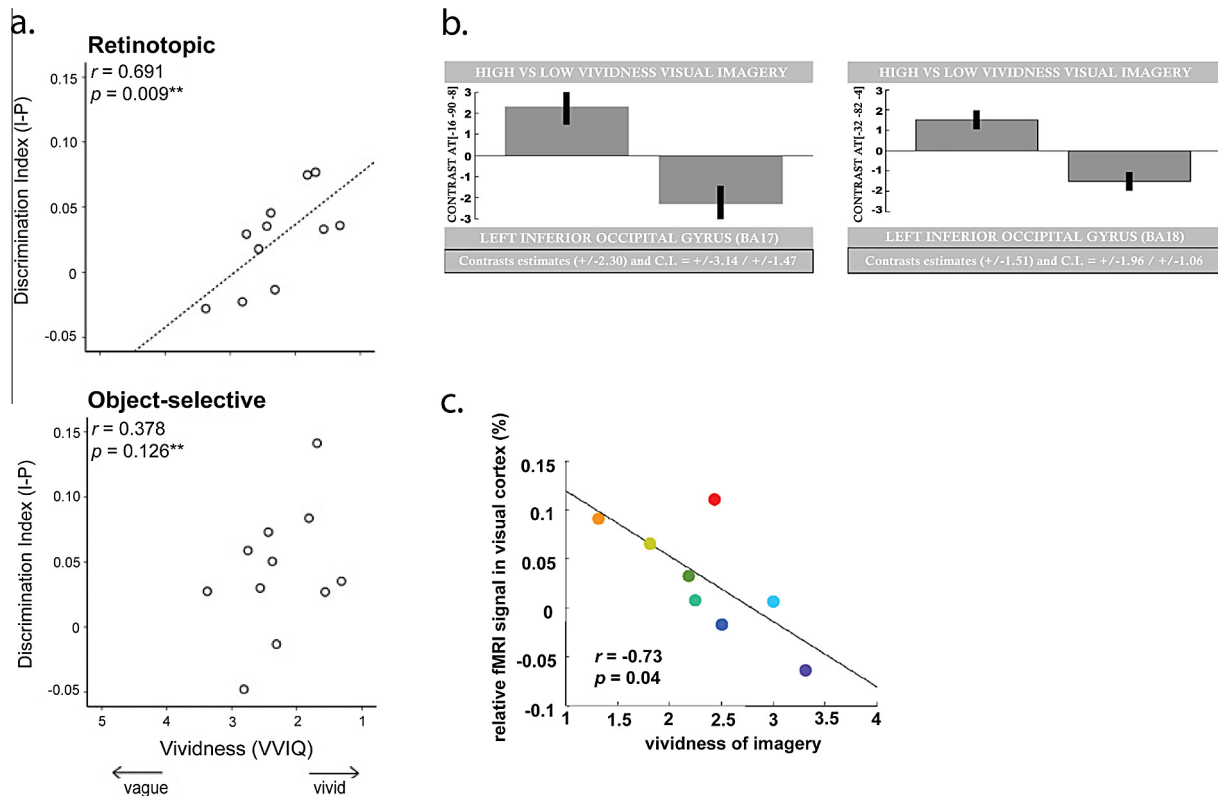 a.
Retinotopic
r = 0.691
p = 0.009**
0.15
0.10
0.05
0
-0.05
Discrimination Index (I-P)
Object-selective
r = 0.378
p = 0.126**
0.15
0.10
0.05
0
-0.05
Discrimination Index (I-P)
5 4 3 2 1
Vividness (VVIQ)
vague vivid
b.
HIGH VS LOW VIVIDNESS VISUAL IMAGERY
CONTRAST AT[-16 -90 -8]
3
2
1
0
-1
-2
-3
LEFT INFERIOR OCCIPITAL GYRUS (BA17)
Contrasts estimates (+/-2.30) and C.I. = +/-3.14 / +/-1.47
HIGH VS LOW VIVIDNESS VISUAL IMAGERY
CONTRAST AT[-32 -82 -4]
3
2
1
0
-1
-2
-3
LEFT INFERIOR OCCIPITAL GYRUS (BA18)
Contrasts estimates (+/-1.51) and C.I. = +/-1.96 / +/-1.06
c.
relative fMRI signal in visual cortex (%)
0.15
0.1
0.05
0
-0.05
-0.1
r = -0.73
p = 0.04
1 1.5 2 2.5 3 3.5 4
vividness of imagery